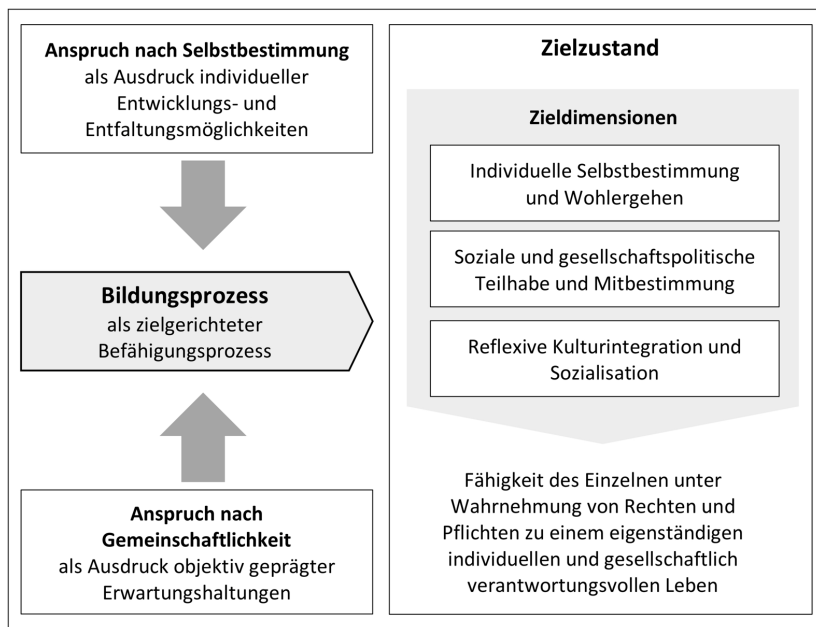 Anspruch nach Selbstbestimmung
als Ausdruck individueller
Entwicklungs- und
Entfaltungsmöglichkeiten
Bildungsprozess
als zielgerichteter
Befähigungsprozess
Anspruch nach
Gemeinschaftlichkeit
als Ausdruck objektiv geprägter
Erwartungshaltungen
Zielzustand
Zieldimensionen
Individuelle Selbstbestimmung
und Wohlergehen
Soziale und gesellschaftspolitische
Teilhabe und Mitbestimmung
Reflexive Kulturintegration und
Sozialisation
Fähigkeit des Einzelnen unter
Wahrnehmung von Rechten und
Pflichten zu einem eigenständigen
individuellen und gesellschaftlich
verantwortungsvollen Leben